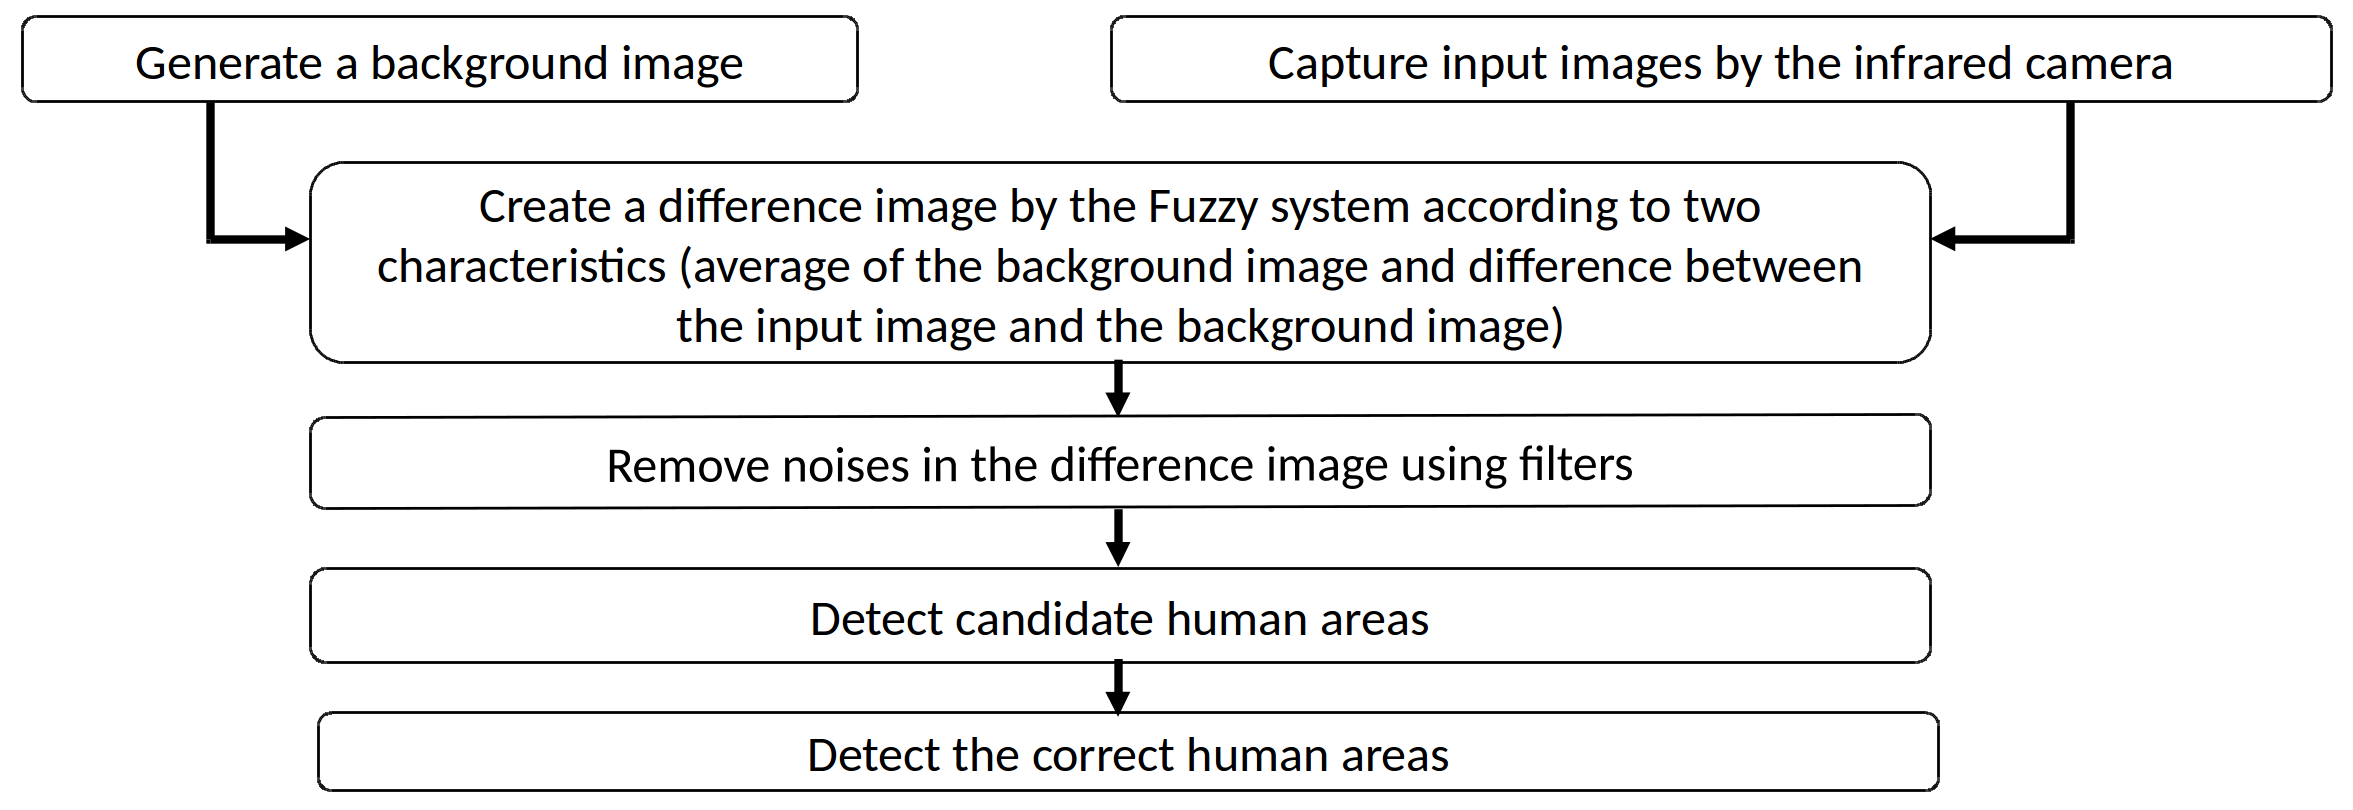 Generate a background image
Capture input images by the infrared camera
Create a difference image by the Fuzzy system according to two
characteristics (average of the background image and difference between
the input image and the background image)
Remove noises in the difference image using filters
Detect candidate human areas
Detect the correct human areas